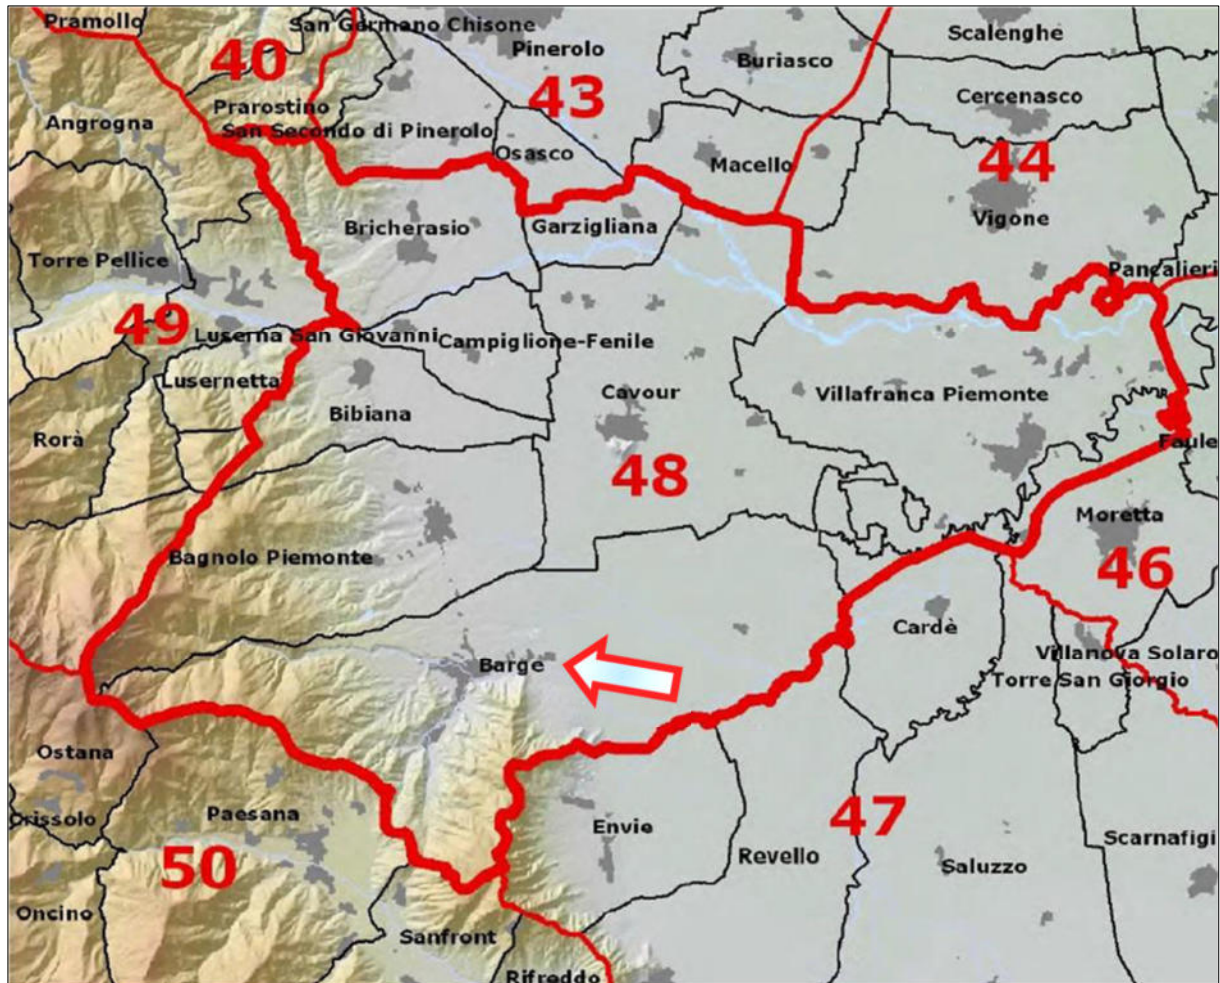 Pramollo
San Germano Chisone
Scalenghe
40
Pinerolo
Buriasco
43
Cercenasco
Prarostino
Angrogna
San Secondo di Pinerolo
Osasco
Macello
44
Bricherasio
Garzigliana
Vigone
Torre Pellice
Pancalieri
49
Luserna San Giovanni
Campiglione-Fenile
Lusernetta
Cavour
Villafranca Piemonte
Bibiana
Rorà
Faule
48
Moretta
Bagnolo Piemonte
46
Cardè
Barge
Villanova Solaro
Torre San Giorgio
Ostana
Crissolo
Paesana
47
Envie
Scarnafigi
Revello
Saluzzo
50
Oncino
Sanfront
Rifreddo